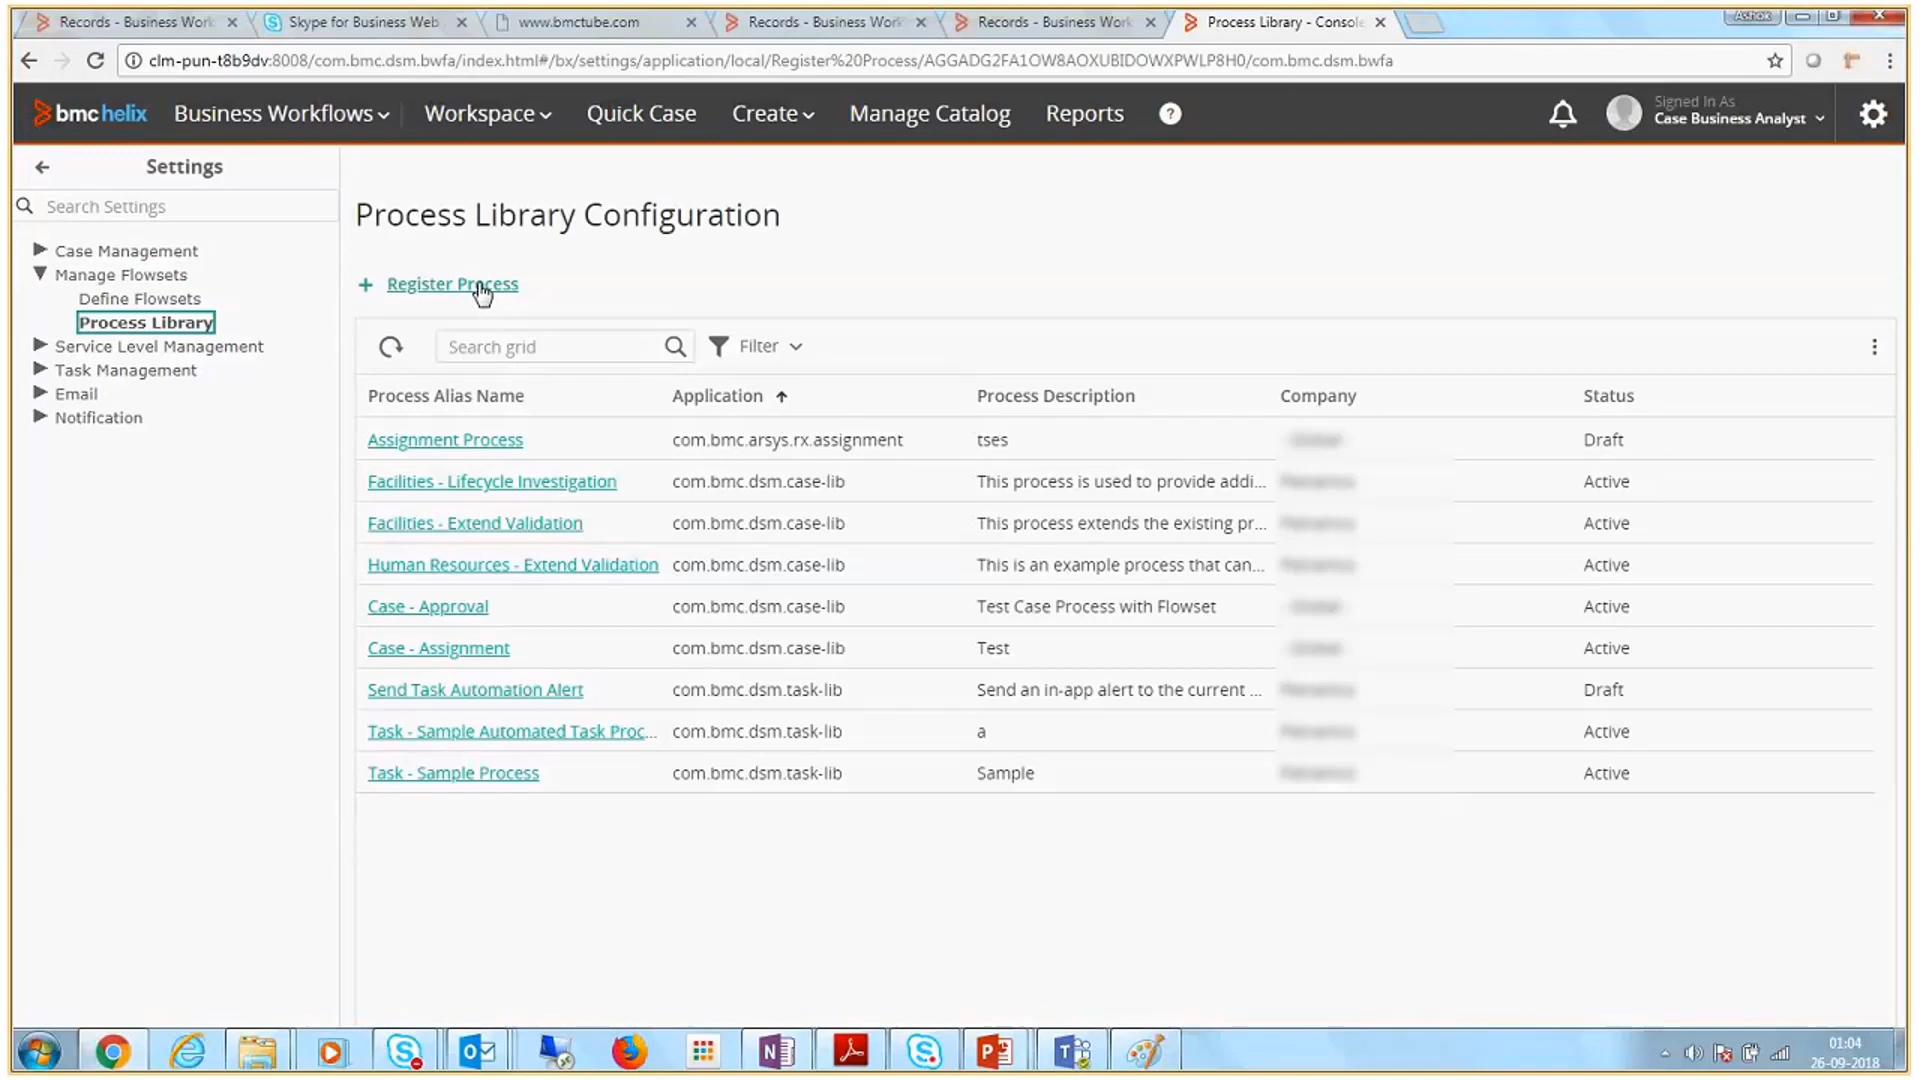 Records - Business Work
Skype for Business Web
www.bmctube.com
Records - Business Work
Records - Business Work
Process Library - Console
Ashok
clm-pun-t8b9dv:8008/com.bmc.dsm.bwfa/index.html#/bx/settings/application/local/Register%20Process/AGGADG2FA1OW8AOXUBIDOWXPWLP8H0/com.bmc.dsm.bwfa
bmc helix
Business Workflows
Workspace
Quick Case
Create
Manage Catalog
Reports
?
Signed In As
Case Business Analyst
Settings
Search Settings
Case Management
Manage Flowsets
Define Flowsets
Process Library
Service Level Management
Task Management
Email
Notification
Process Library Configuration
+ Register Process
Search grid
Filter
Process Alias Name Application Process Description Company Status
Assignment Process com.bmc.arsys.rx.assignment tses Draft
Facilities - Lifecycle Investigation com.bmc.dsm.case-lib This process is used to provide addi... Active
Facilities - Extend Validation com.bmc.dsm.case-lib This process extends the existing pr... Active
Human Resources - Extend Validation com.bmc.dsm.case-lib This is an example process that can... Active
Case - Approval com.bmc.dsm.case-lib Test Case Process with Flowset Active
Case - Assignment com.bmc.dsm.case-lib Test Active
Send Task Automation Alert com.bmc.dsm.task-lib Send an in-app alert to the current ... Draft
Task - Sample Automated Task Proc... com.bmc.dsm.task-lib a Active
Task - Sample Process com.bmc.dsm.task-lib Sample Active
01:04
26-09-2018